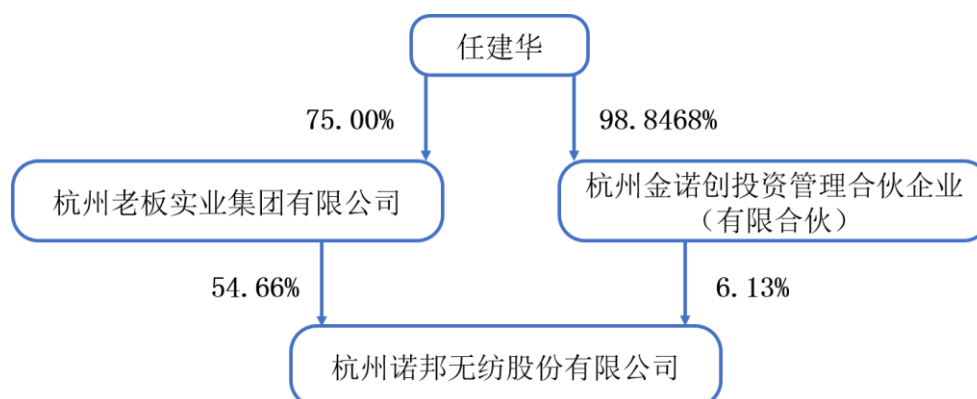 任建华
75.00%
98.8468%
杭州老板实业集团有限公司
杭州金诺创投资管理合伙企业
（有限合伙）
54.66%
6.13%
杭州诺邦无纺股份有限公司